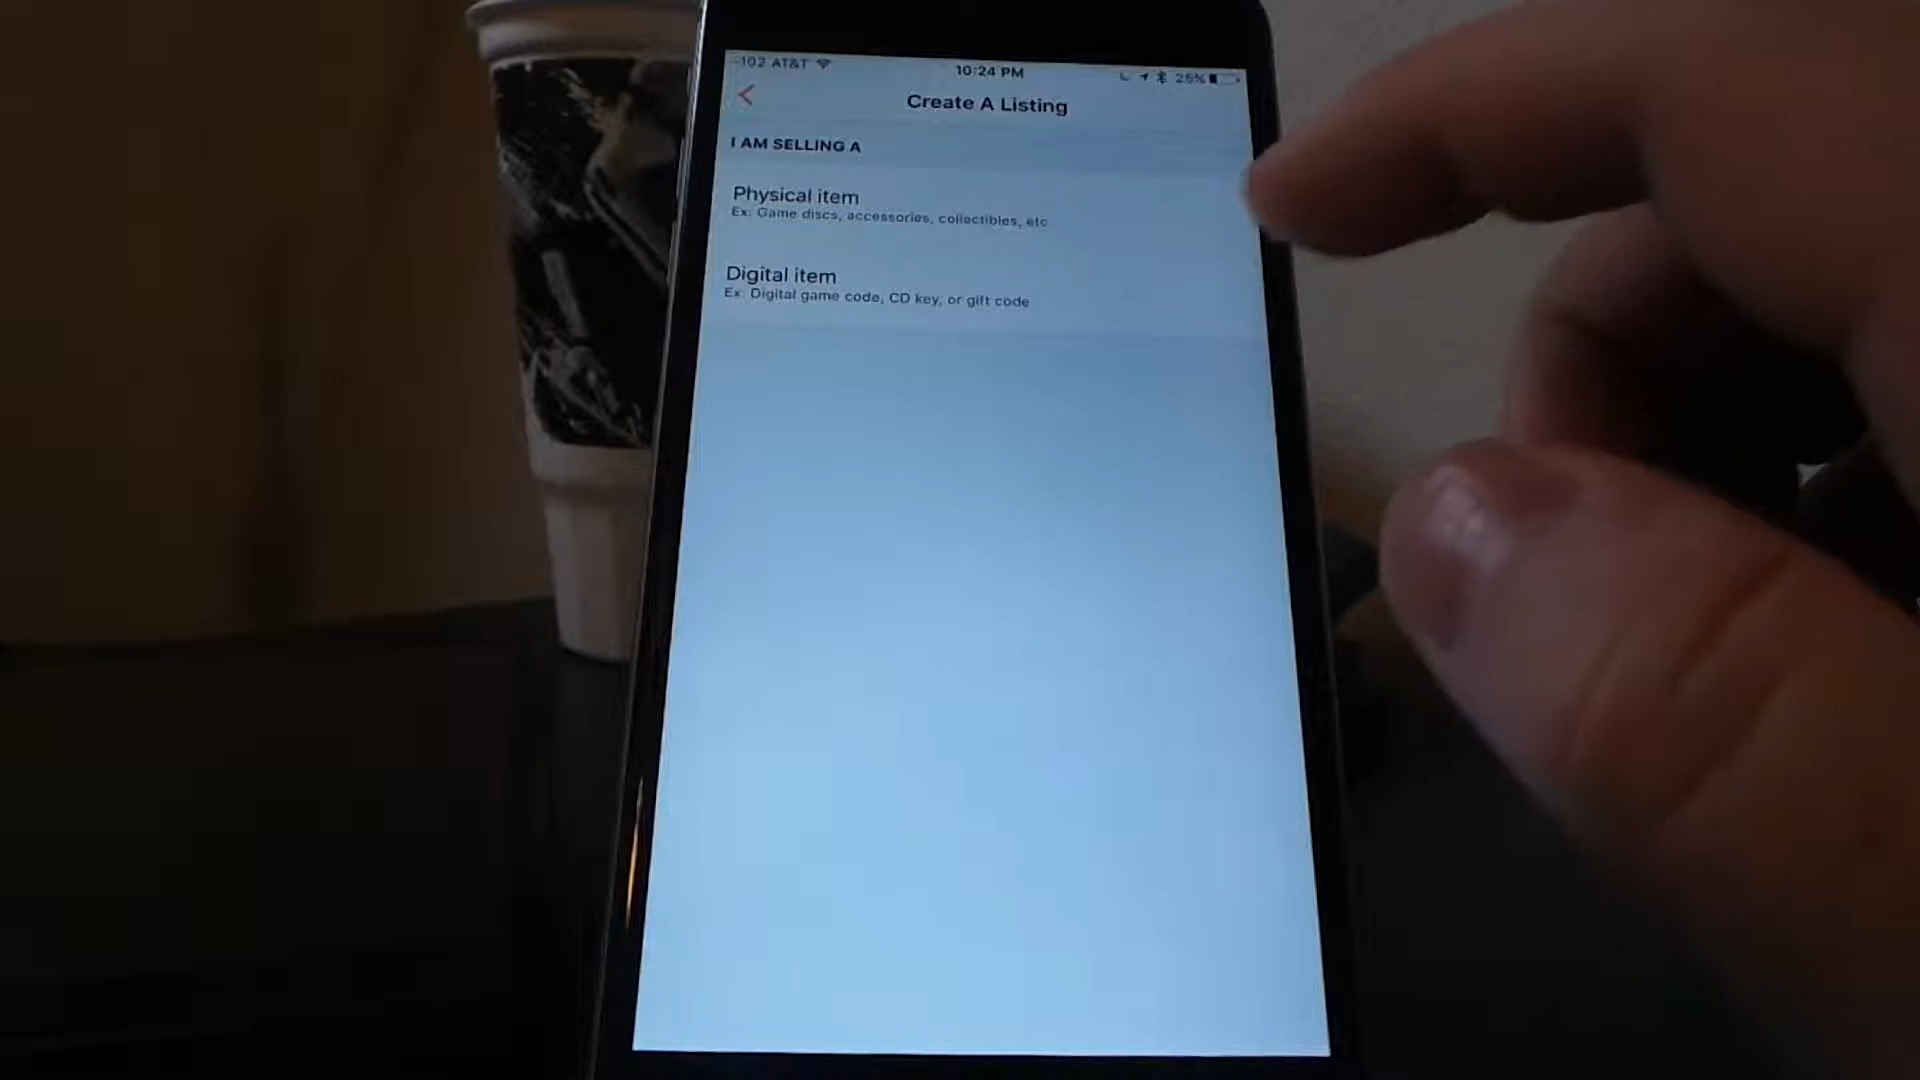 -102 AT&T
10:24 PM
25%
Create A Listing
I AM SELLING A
Physical item
Ex: Game discs, accessories, collectibles, etc
Digital item
Ex: Digital game code, CD key, or gift code